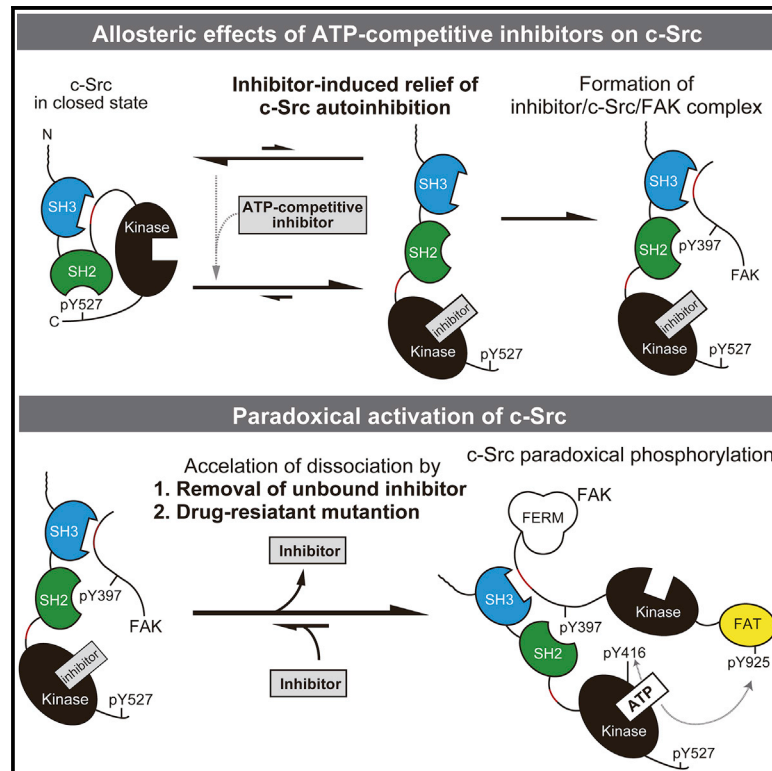 Allosteric effects of ATP-competitive inhibitors on c-Src
c-Src
in closed state
Inhibitor-induced relief of
c-Src autoinhibition
Formation of
inhibitor/c-Src/FAK complex
N
SH3
Kinase
SH2
pY527
C
ATP-competitive
inhibitor
SH3
SH2
inhibitor
Kinase
pY527
SH3
SH2
pY397
FAK
inhibitor
Kinase
pY527
Paradoxical activation of c-Src
Accelation of dissociation by
1. Removal of unbound inhibitor
2. Drug-resiatant mutantion
c-Src paradoxical phosphorylation
SH3
SH2
pY397
FAK
inhibitor
Kinase
pY527
Inhibitor
Inhibitor
FAK
FERM
SH3
pY397
Kinase
FAT
SH2
pY416
pY925
ATP
Kinase
pY527